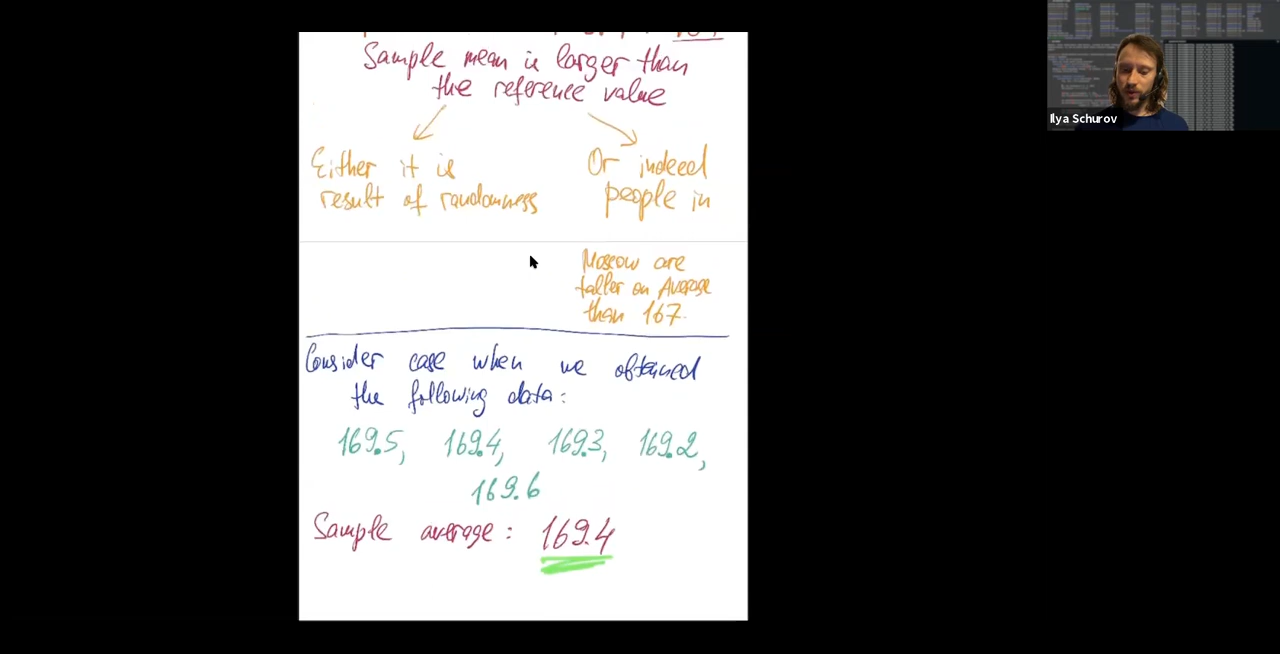 Sample mean is larger than
the reference value
Either it is
result of randomness
Or indeed
people in
Moscow are
taller on Average
than 167.
Consider case when we obtained
the following data:
169.5, 169.4, 169.3, 169.2,
169.6
Sample average: 169.4
Ilya Schurov